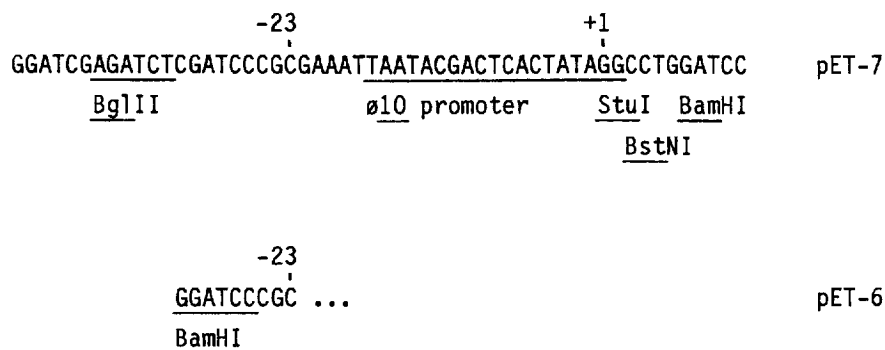 -23 +1
GGATCGAGATCTCGATCCCGCGAAATTAATACGACTCACTATAGGCCTGGATCC pET-7
BglII ø10 promoter StuI BamHI
BstNI
-23
GGATCCCGC ... pET-6
BamHI